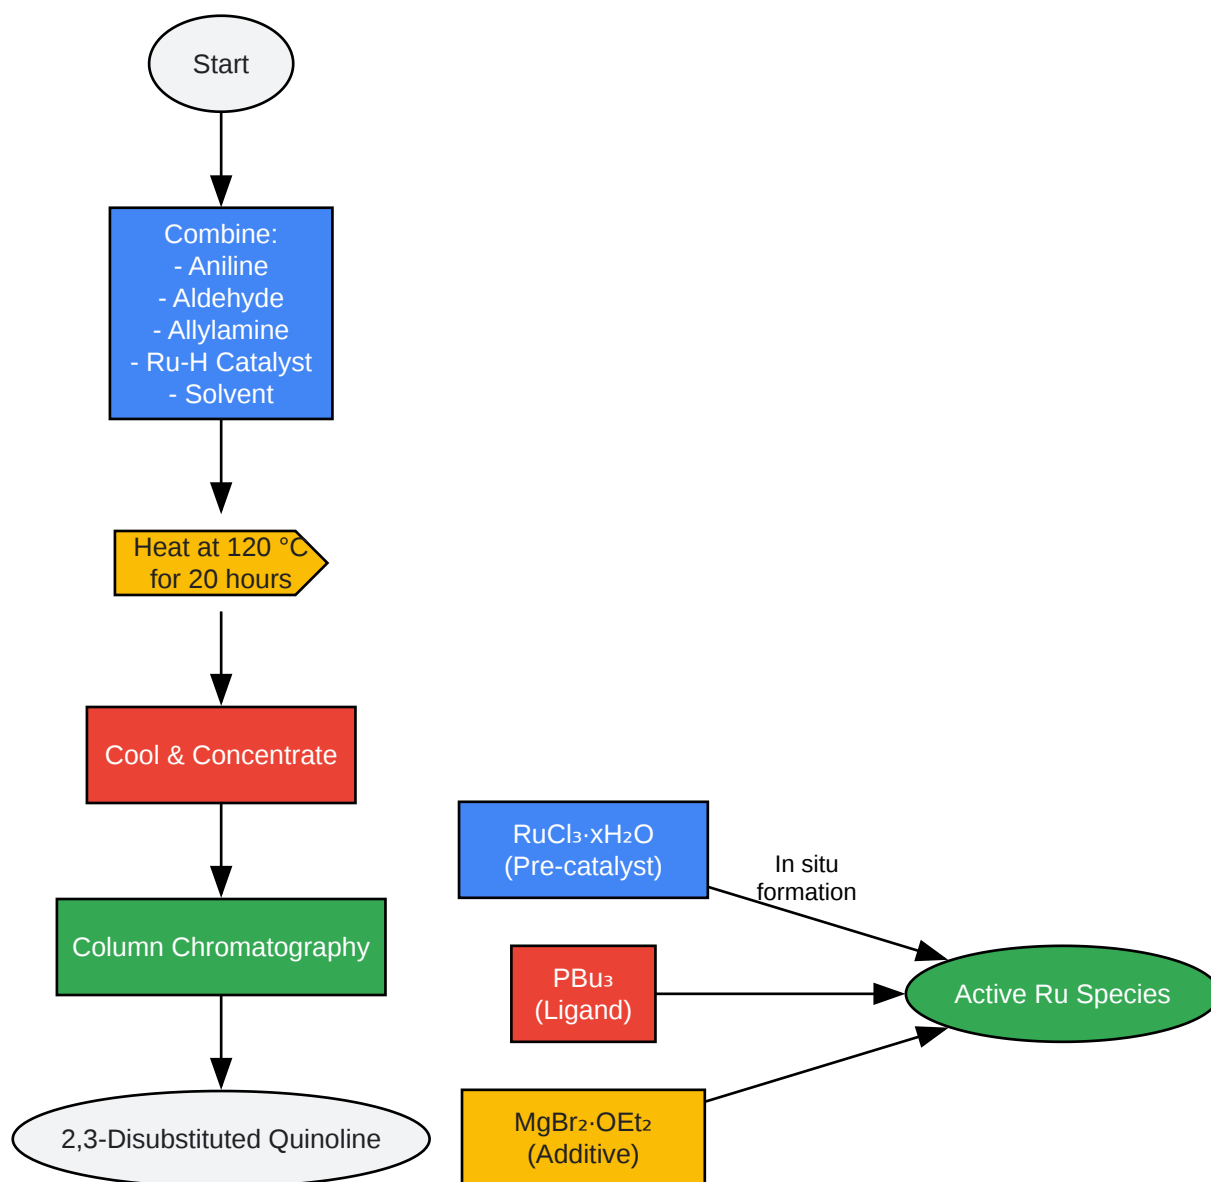 Start
Combine:
- Aniline
- Aldehyde
- Allylamine
- Ru-H Catalyst
- Solvent
Heat at 120 °C
for 20 hours
Cool & Concentrate
Column Chromatography
2,3-Disubstituted Quinoline
RuCl₃·xH₂O
(Pre-catalyst)
In situ
formation
PBu₃
(Ligand)
Active Ru Species
MgBr₂·OEt₂
(Additive)